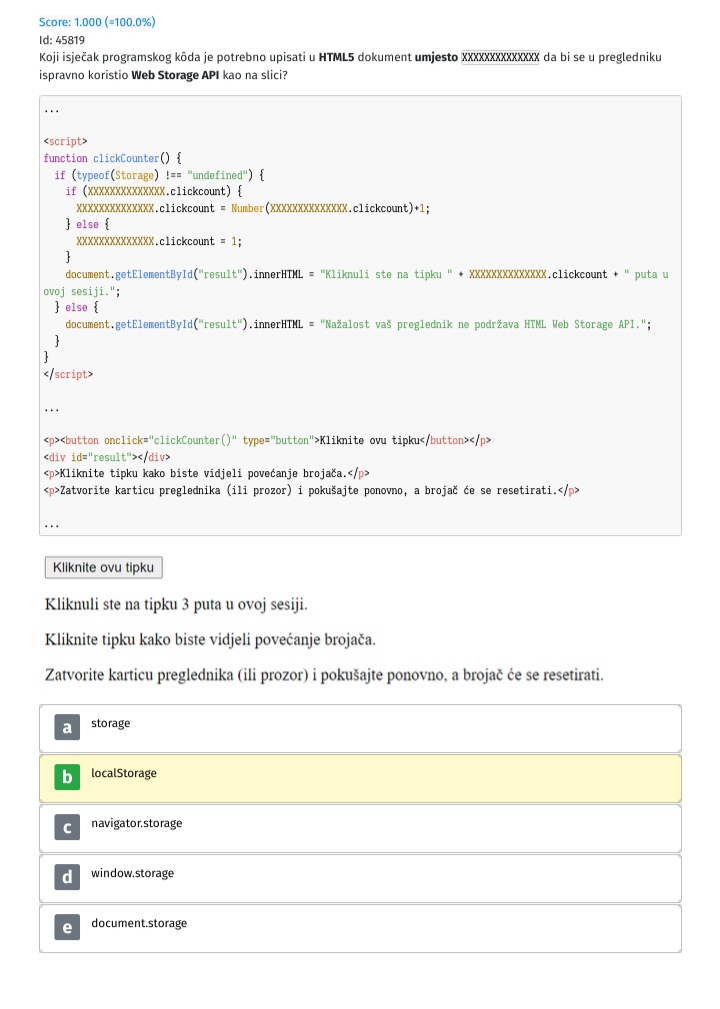 Score: 1.000 (=100.0%)
Id: 45819
Koji isječak programskog kôda je potrebno upisati u HTML5 dokument umjesto XXXXXXXXXXXXXX da bi se u pregledniku
ispravno koristio Web Storage API kao na slici?
...
<script>
function clickCounter() {
  if (typeof(Storage) !== "undefined") {
    if (XXXXXXXXXXXXXX.clickcount) {
      XXXXXXXXXXXXXX.clickcount = Number(XXXXXXXXXXXXXX.clickcount)+1;
    } else {
      XXXXXXXXXXXXXX.clickcount = 1;
    }
    document.getElementById("result").innerHTML = "Kliknuli ste na tipku " + XXXXXXXXXXXXXX.clickcount + " puta u
ovoj sesiji.";
  } else {
    document.getElementById("result").innerHTML = "Nažalost vaš preglednik ne podržava HTML Web Storage API.";
  }
}
</script>
...
<p><button onclick="clickCounter()" type="button">Kliknite ovu tipku</button></p>
<div id="result"></div>
<p>Kliknite tipku kako biste vidjeli povećanje brojača.</p>
<p>Zatvorite karticu preglednika (ili prozor) i pokušajte ponovno, a brojač će se resetirati.</p>
...
Kliknite ovu tipku
Kliknuli ste na tipku 3 puta u ovoj sesiji.
Kliknite tipku kako biste vidjeli povećanje brojača.
Zatvorite karticu preglednika (ili prozor) i pokušajte ponovno, a brojač će se resetirati.
a storage
b localStorage
c navigator.storage
d window.storage
e document.storage